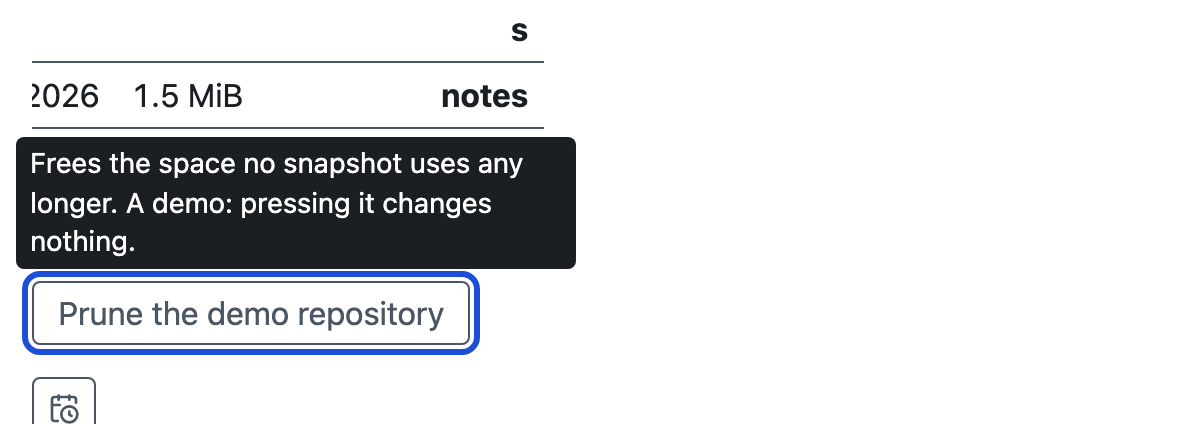 s
2026 1.5 MiB notes
Frees the space no snapshot uses any
longer. A demo: pressing it changes
nothing.
Prune the demo repository